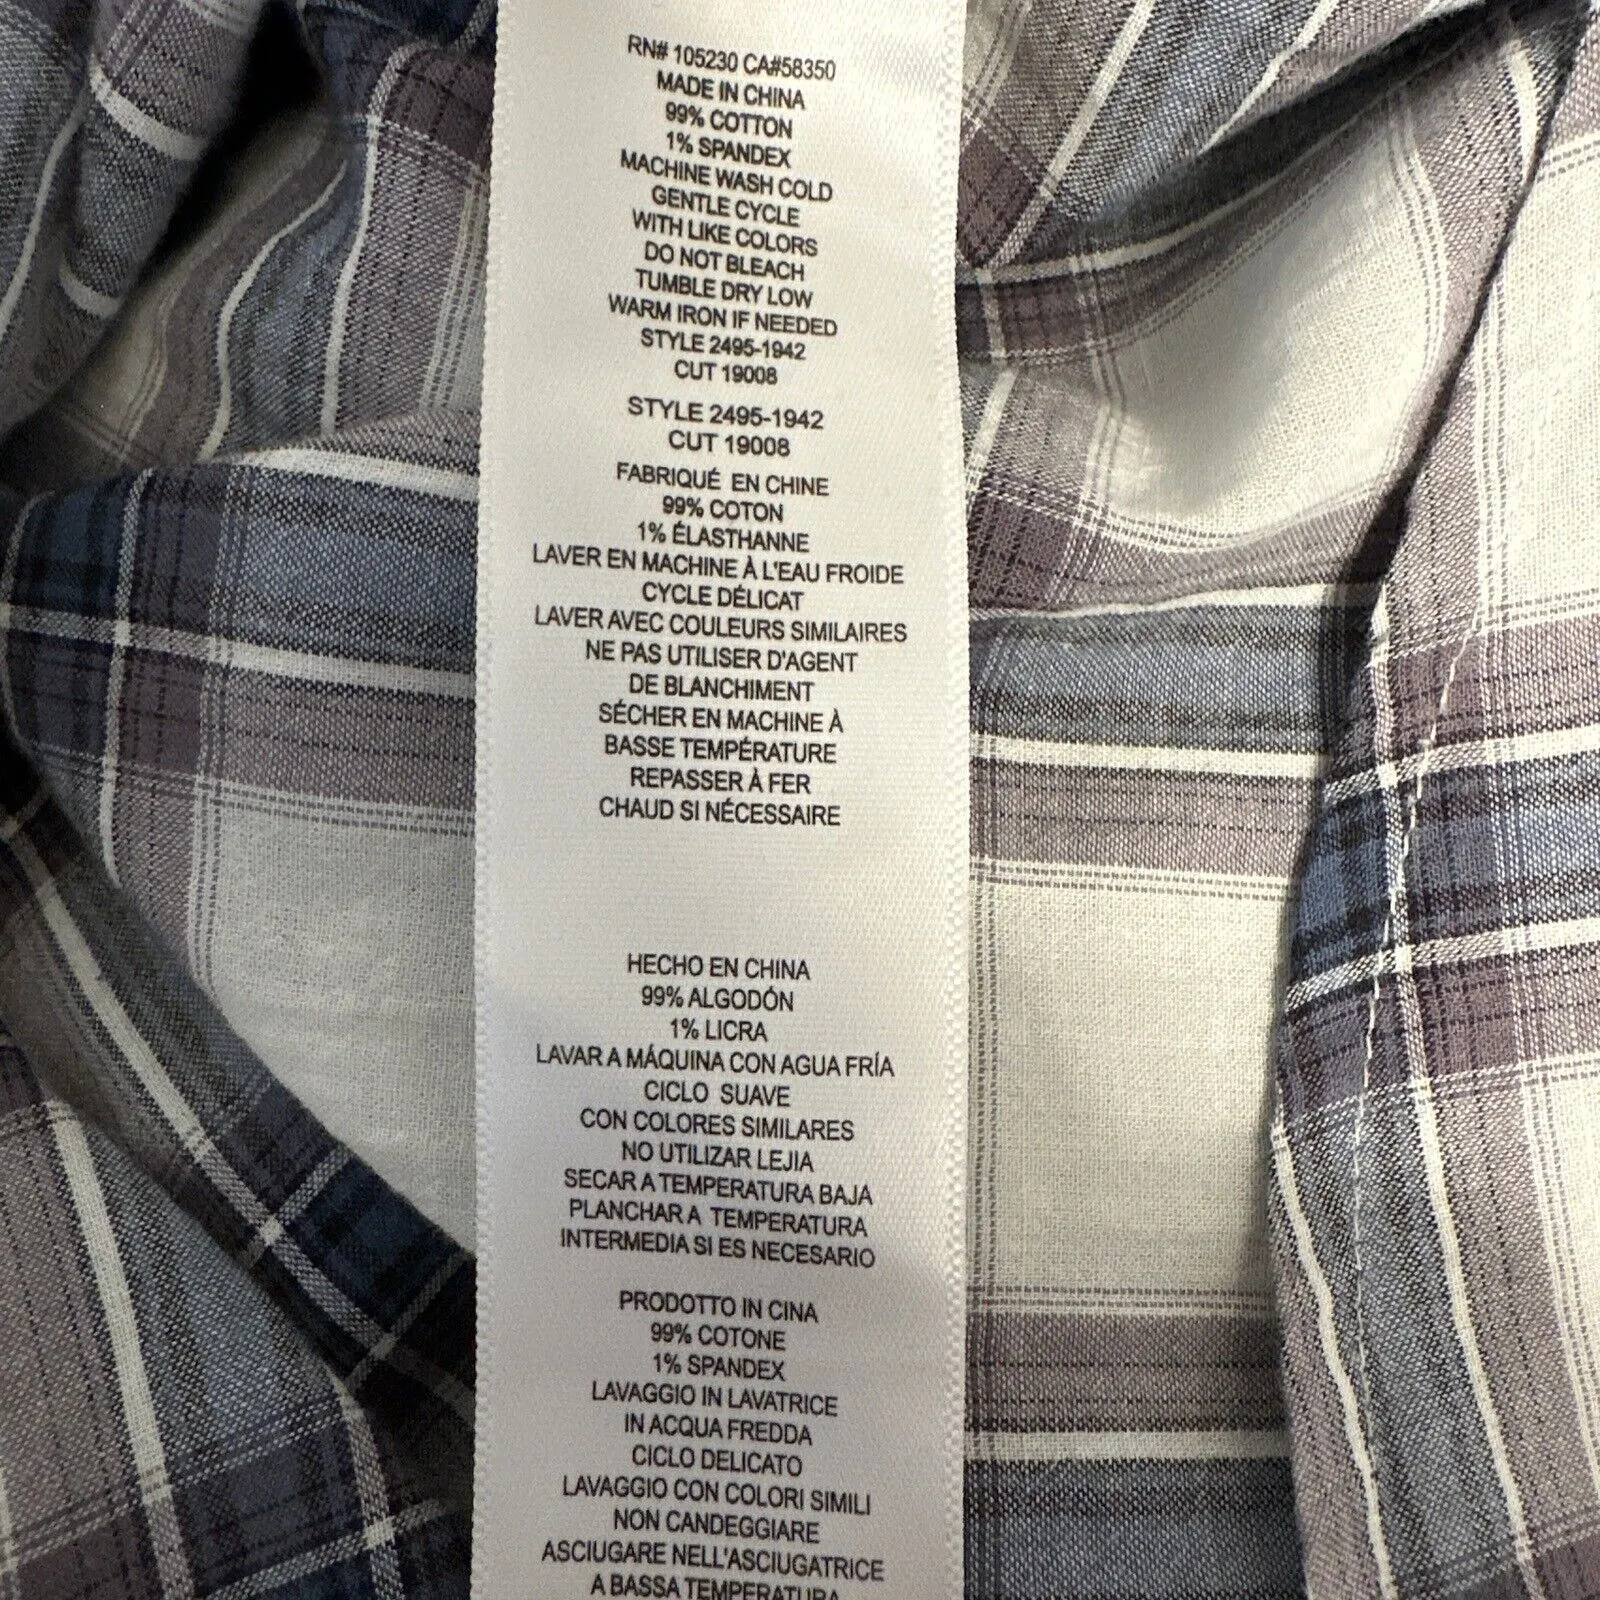 RN# 105230 CA#58350
MADE IN CHINA
99% COTTON
1% SPANDEX
MACHINE WASH COLD
GENTLE CYCLE
WITH LIKE COLORS
DO NOT BLEACH
TUMBLE DRY LOW
WARM IRON IF NEEDED
STYLE 2495-1942
CUT 19008
STYLE 2495-1942
CUT 19008
FABRIQUÉ EN CHINE
99% COTON
1% ÉLASTHANNE
LAVER EN MACHINE À L'EAU FROIDE
CYCLE DÉLICAT
LAVER AVEC COULEURS SIMILAIRES
NE PAS UTILISER D'AGENT
DE BLANCHIMENT
SÉCHER EN MACHINE À
BASSE TEMPÉRATURE
REPASSER À FER
CHAUD SI NÉCESSAIRE
HECHO EN CHINA
99% ALGODÓN
1% LICRA
LAVAR A MÁQUINA CON AGUA FRÍA
CICLO SUAVE
CON COLORES SIMILARES
NO UTILIZAR LEJIA
SECAR A TEMPERATURA BAJA
PLANCHAR A TEMPERATURA
INTERMEDIA SI ES NECESARIO
PRODOTTO IN CINA
99% COTONE
1% SPANDEX
LAVAGGIO IN LAVATRICE
IN ACQUA FREDDA
CICLO DELICATO
LAVAGGIO CON COLORI SIMILI
NON CANDEGGIARE
ASCIUGARE NELL'ASCIUGATRICE
A BASSA TEMPERATURA